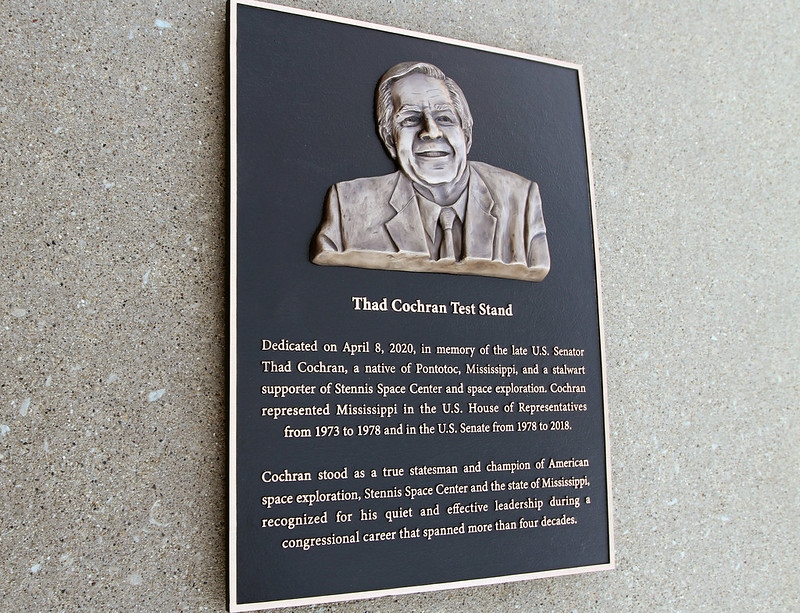 Thad Cochran Test Stand
Dedicated on April 8, 2020, in memory of the late U.S. Senator
Thad Cochran, a native of Pontotoc, Mississippi, and a stalwart
supporter of Stennis Space Center and space exploration. Cochran
represented Mississippi in the U.S. House of Representatives
from 1973 to 1978 and in the U.S. Senate from 1978 to 2018.
Cochran stood as a true statesman and champion of American
space exploration, Stennis Space Center and the state of Mississippi,
recognized for his quiet and effective leadership during a
congressional career that spanned more than four decades.